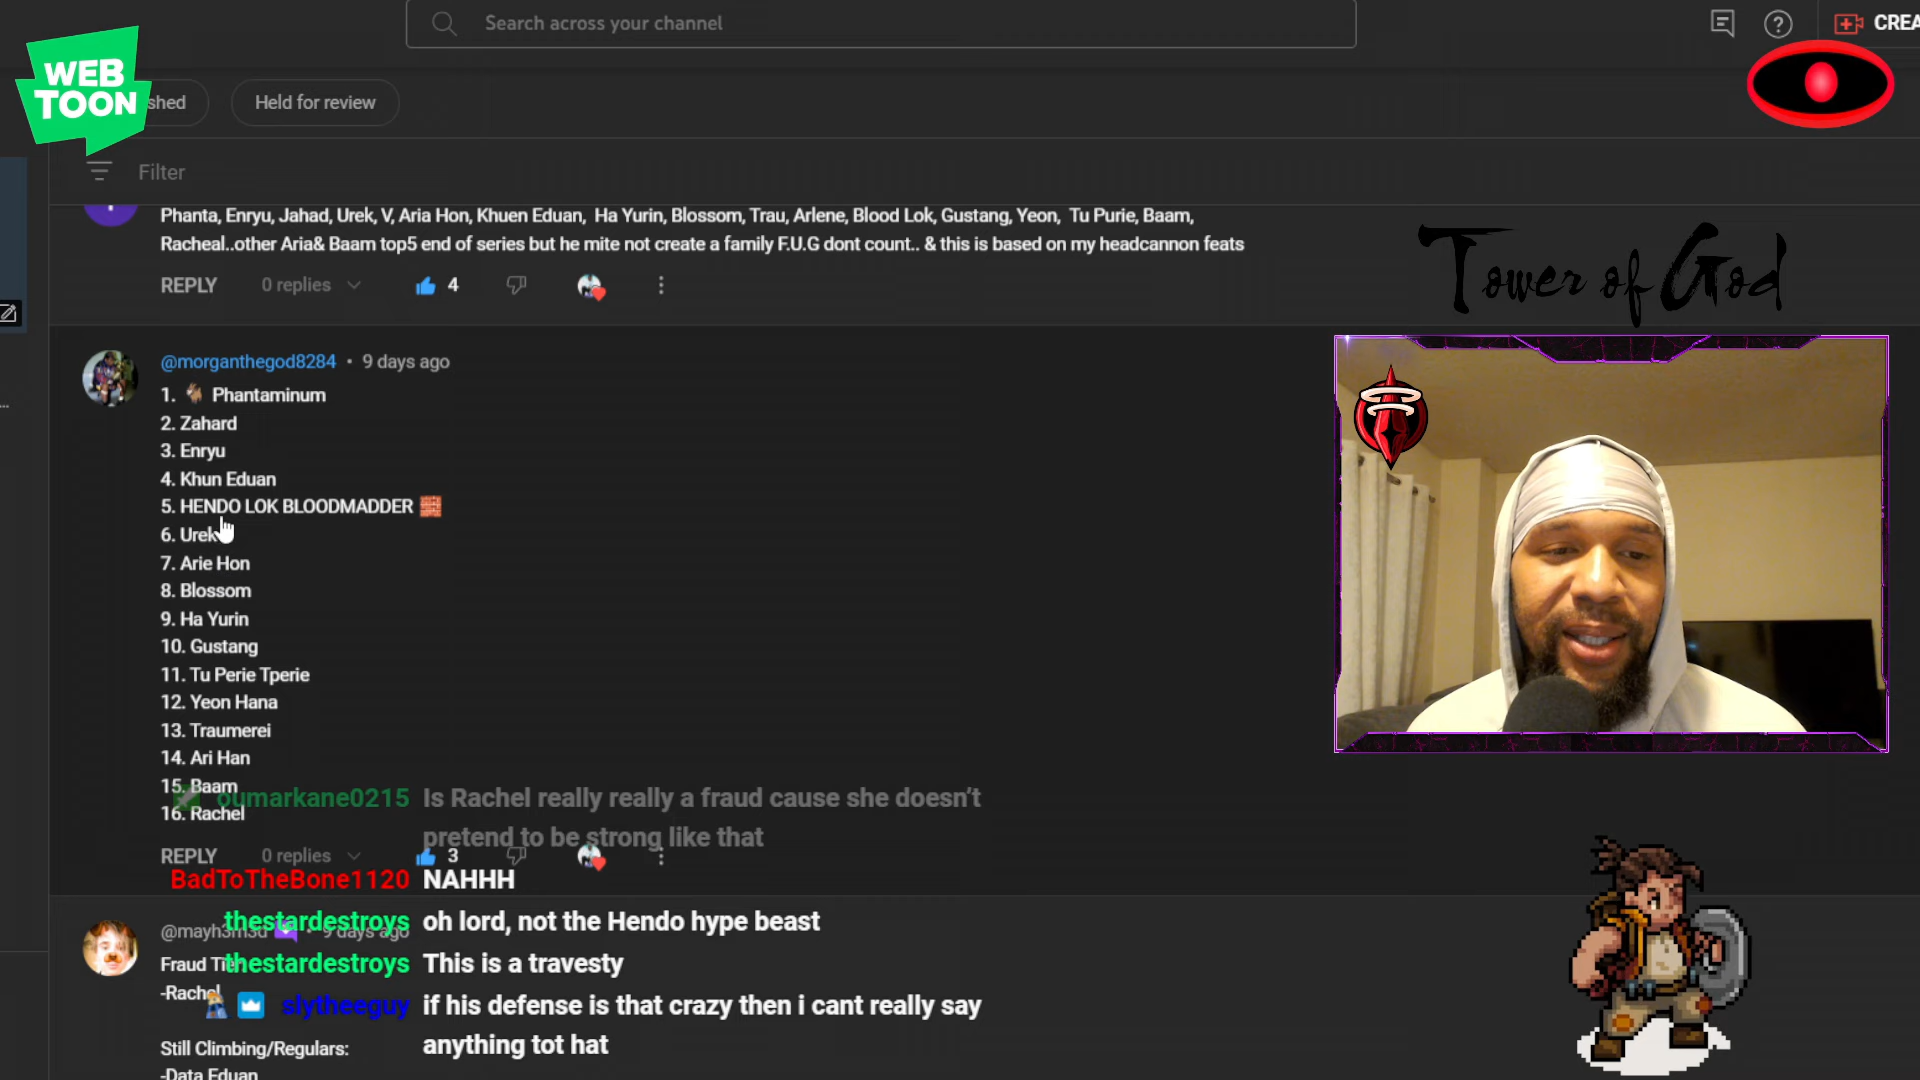 Search across your channel
CREA
WEB
TOON
shed
Held for review
Filter
Phanta, Enryu, Jahad, Urek, V, Aria Hon, Khuen Eduan, Ha Yurin, Blossom, Trau, Arlene, Blood Lok, Gustang, Yeon, Tu Purie, Baam,
Racheal..other Aria& Baam top5 end of series but he mite not create a family F.U.G dont count.. & this is based on my headcannon feats
REPLY 0 replies 4
Tower of God
@morganthegod8284 • 9 days ago
1. Phantaminum
2. Zahard
3. Enryu
4. Khun Eduan
5. HENDO LOK BLOODMADDER
6. Urek
7. Arie Hon
8. Blossom
9. Ha Yurin
10. Gustang
11. Tu Perie Tperie
12. Yeon Hana
13. Traumerei
14. Ari Han
15. Baam
16. Rachel
oumarkane0215 Is Rachel really really a fraud cause she doesn't
pretend to be strong like that
REPLY 0 replies 3
BadToTheBone1120 NAHHH
thestardestroys oh lord, not the Hendo hype beast
@mayh3m3d • 9 days ago
thestardestroys This is a travesty
Fraud
-Rachel
slytheeguy if his defense is that crazy then i cant really say
anything tot hat
Still Climbing/Regulars:
-Data Eduan